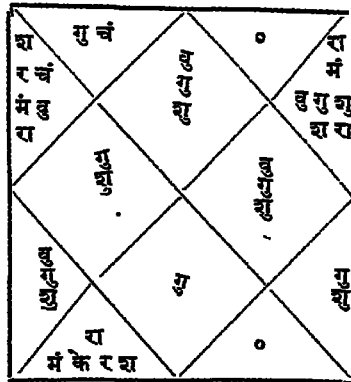 गु चं
बु
गु
शु
०
रा
मं
बु गु शु
श रा
श
र चं
मं बु
रा
गु
शु
बु
गु
शु
बु
गु
शु
गु
गु
शु
रा
मं के र श
०